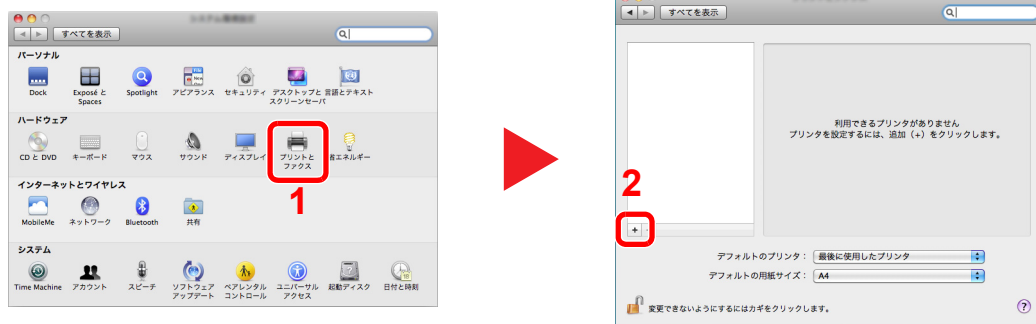 すべてを表示
パーソナル
Dock
Exposé と
Spaces
Spotlight
アピアランス
セキュリティ
デスクトップと
スクリーンセーバ
言語とテキスト
ハードウェア
CD と DVD
キーボード
マウス
サウンド
ディスプレイ
プリントと
ファクス
省エネルギー
1
インターネットとワイヤレス
MobileMe
ネットワーク
Bluetooth
共有
システム
Time Machine
アカウント
スピーチ
ソフトウェア
アップデート
ペアレンタル
コントロール
ユニバーサル
アクセス
起動ディスク
日付と時刻
すべてを表示
利用できるプリンタがありません
プリンタを設定するには、追加（+）をクリックします。
2
+ -
デフォルトのプリンタ： 最後に使用したプリンタ
デフォルトの用紙サイズ： A4
変更できないようにするにはカギをクリックします。
?